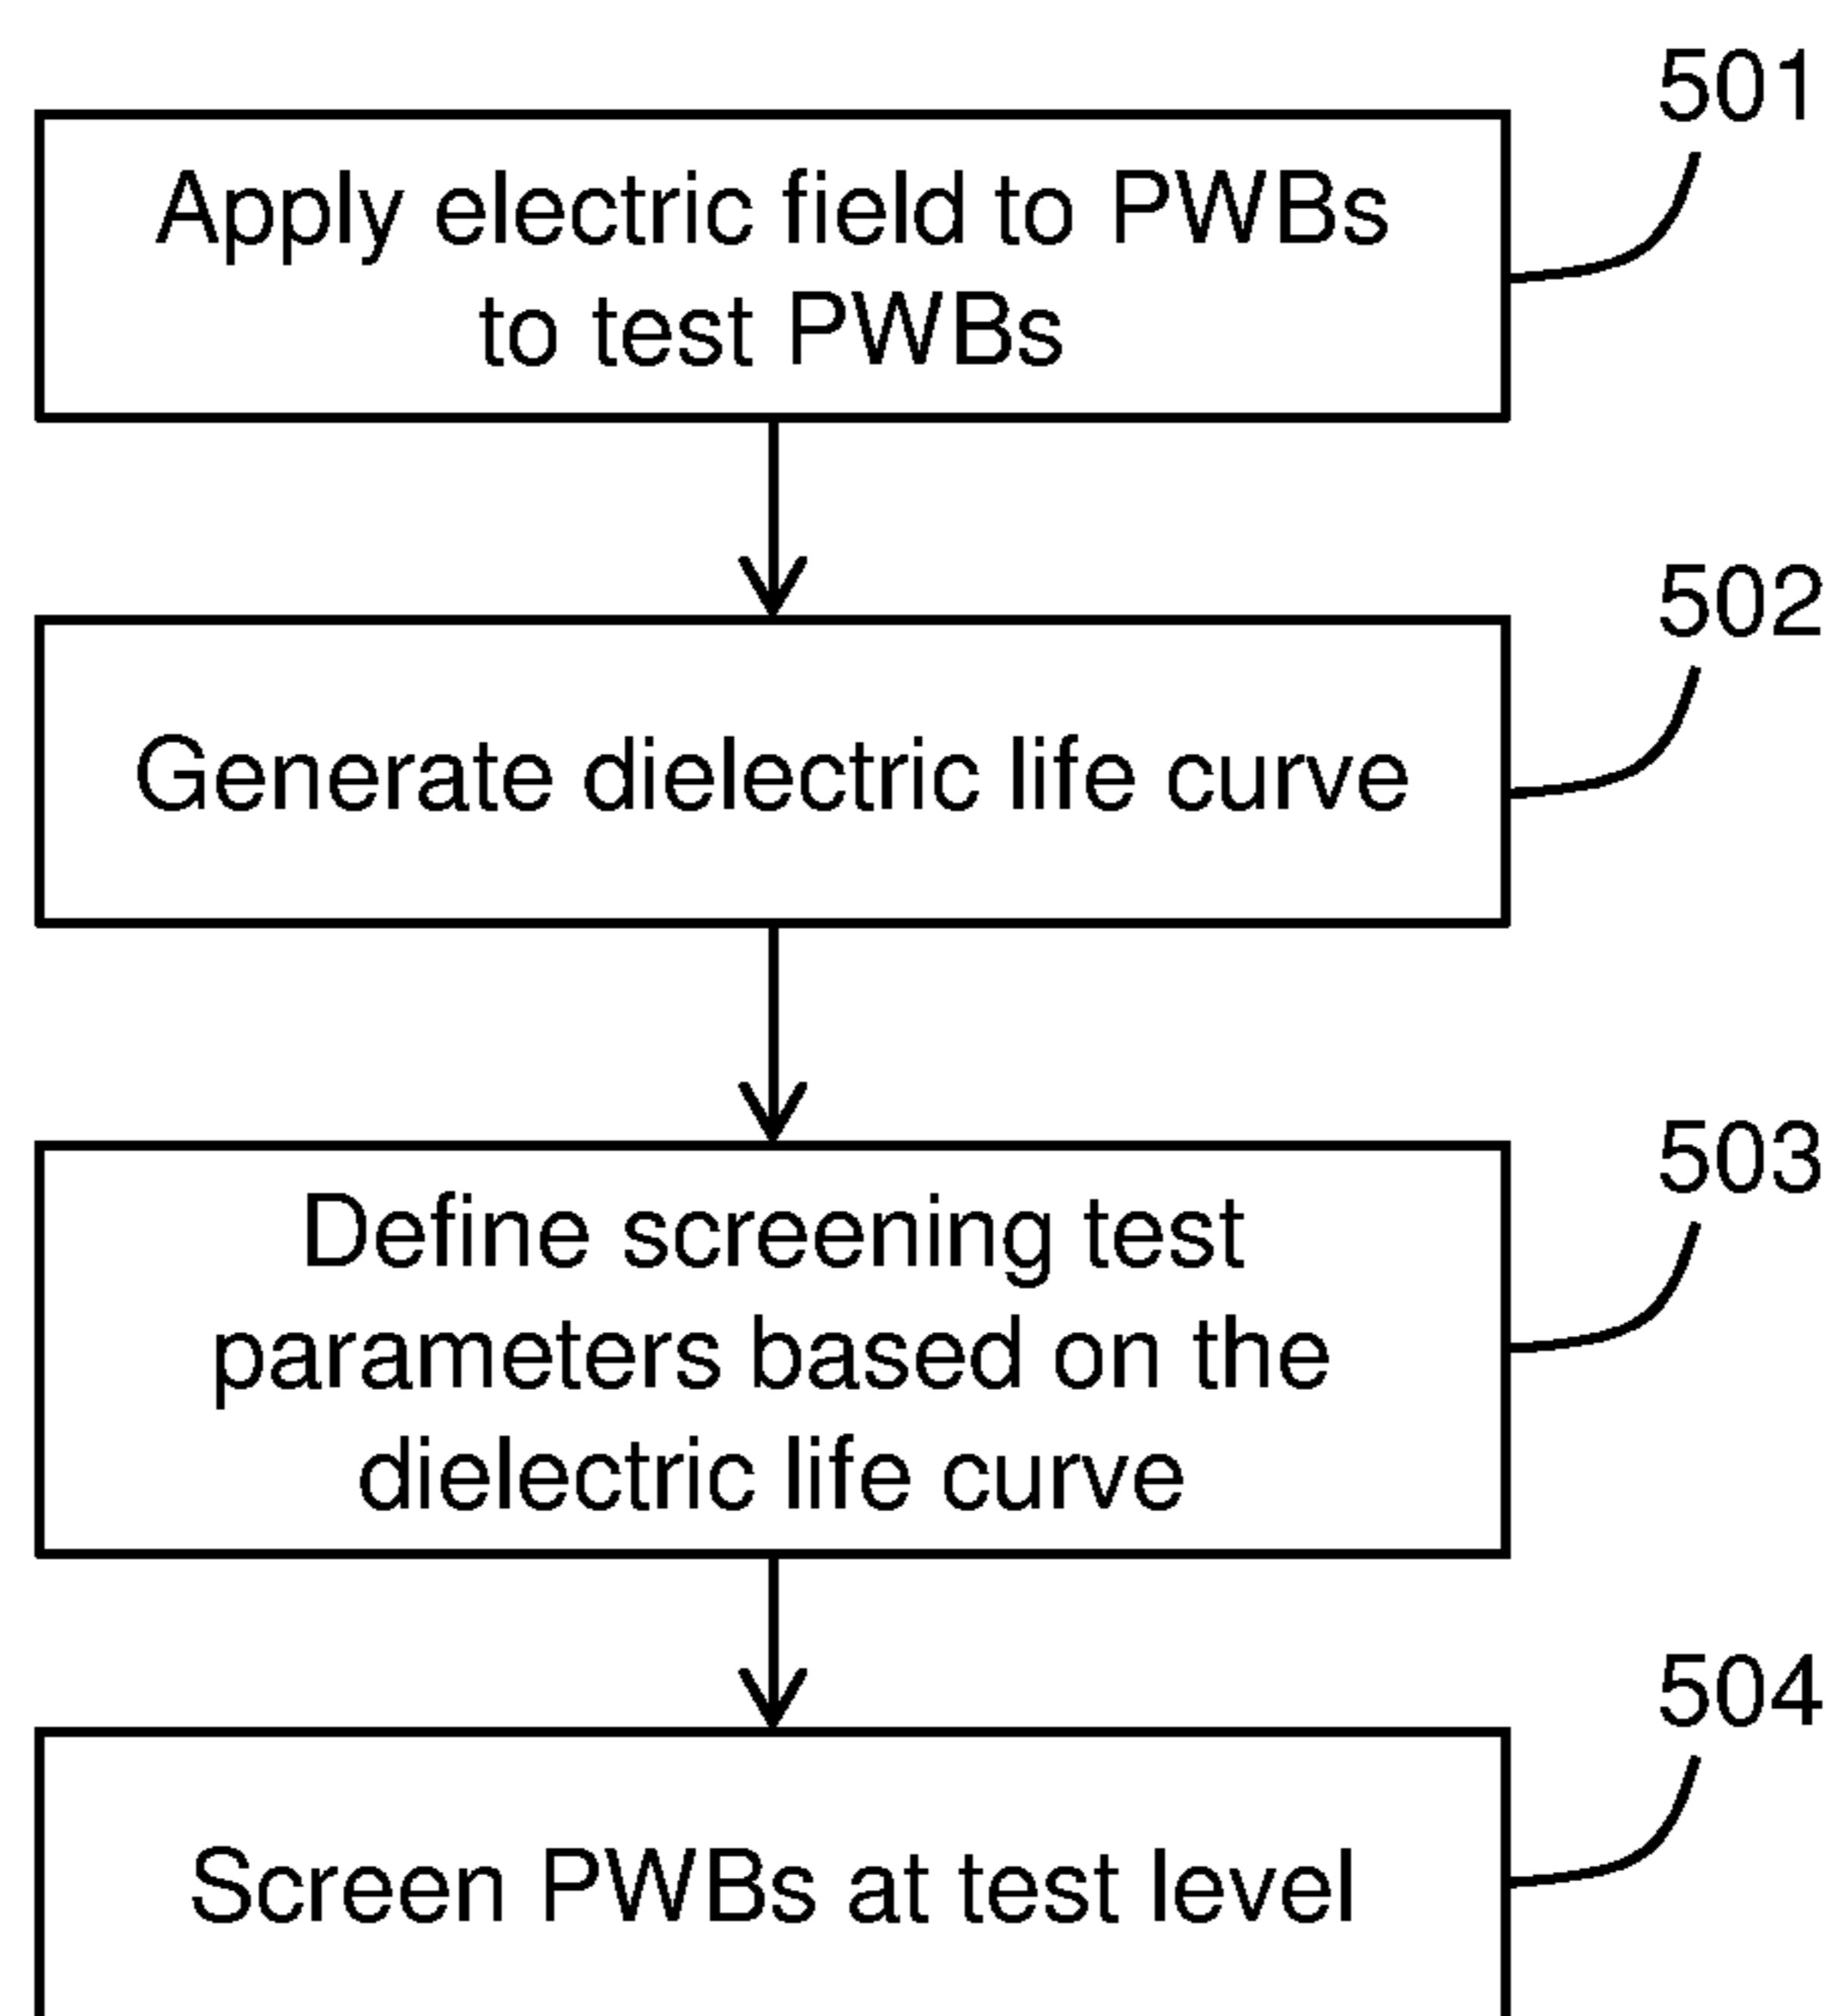 501
Apply electric field to PWBs
to test PWBs
502
Generate dielectric life curve
503
Define screening test
parameters based on the
dielectric life curve
504
Screen PWBs at test level